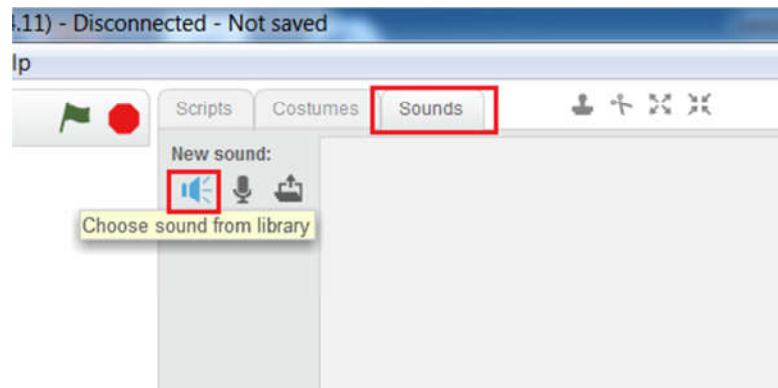 .11) - Disconnected - Not saved
lp
Scripts Costumes Sounds
New sound:
Choose sound from library